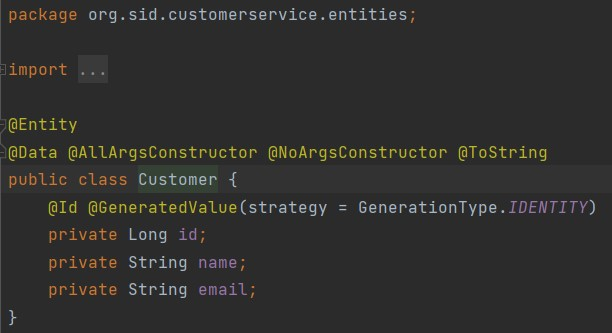 package org.sid.customerservice.entities;
import ...
@Entity
@Data @AllArgsConstructor @NoArgsConstructor @ToString
public class Customer {
@Id @GeneratedValue(strategy = GenerationType.IDENTITY)
private Long id;
private String name;
private String email;
}